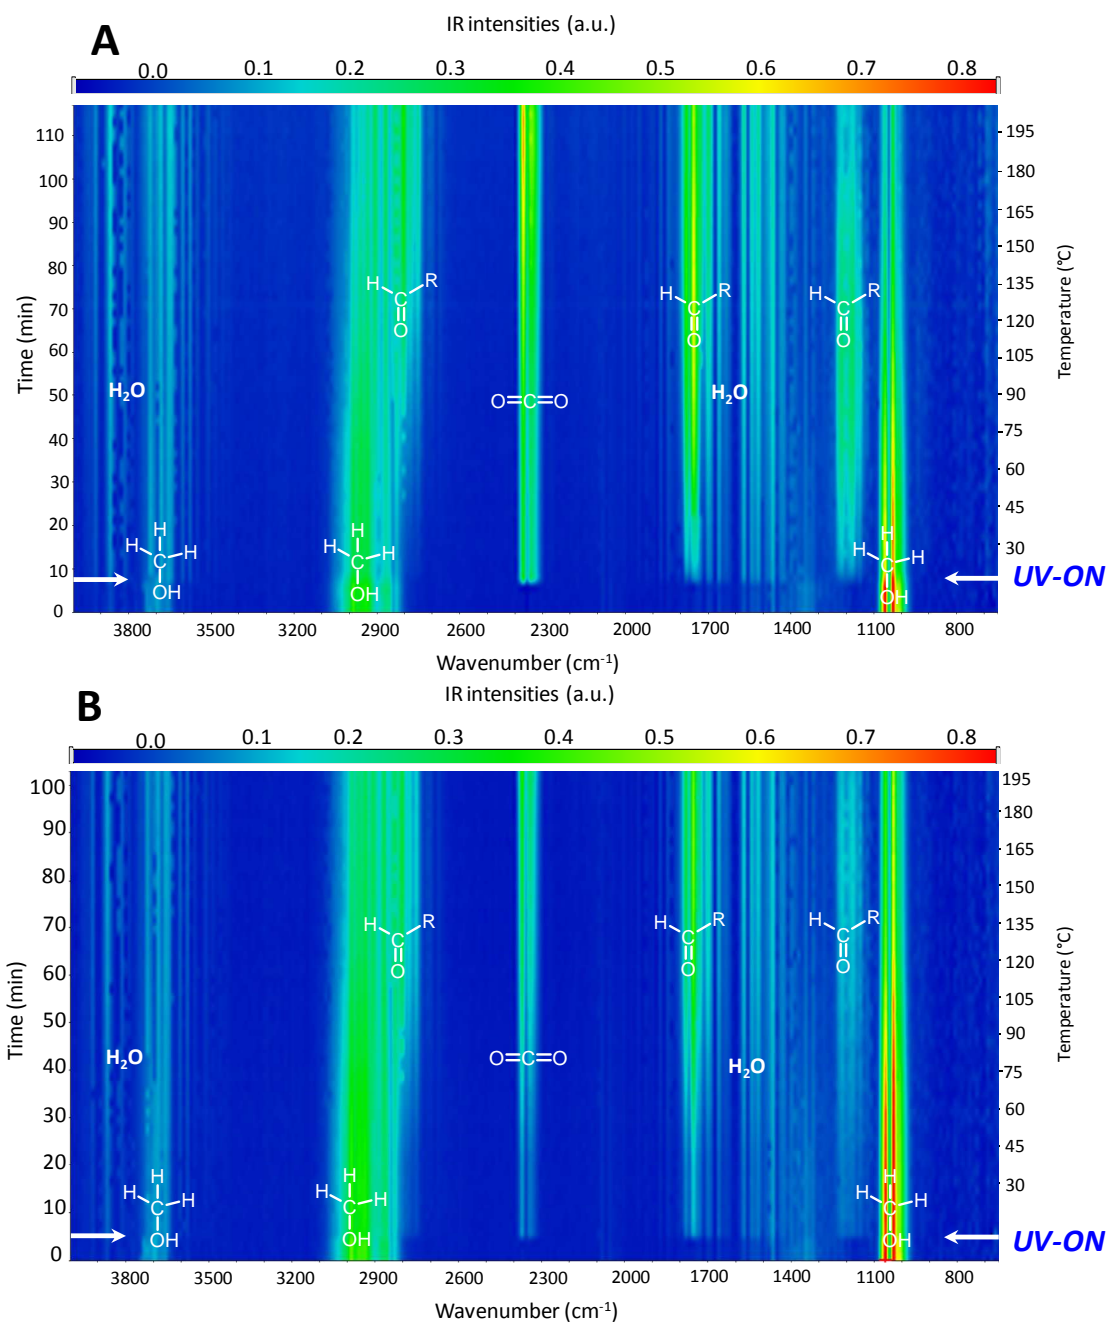 IR intensities (a.u.)
A
0.0 0.1 0.2 0.3 0.4 0.5 0.6 0.7 0.8
110
100
90
80
70
60
50
40
30
20
10
0
Time (min)
195
180
165
150
135
120
105
90
75
60
45
30
Temperature (°C)
H R
C
O
H R
C
O
H R
C
O
H₂O
O=C=O
H₂O
H
H H
C
OH
H
H H
C
OH
H
H H
C
OH
UV-ON
3800 3500 3200 2900 2600 2300 2000 1700 1400 1100 800
Wavenumber (cm⁻¹)
IR intensities (a.u.)
B
0.0 0.1 0.2 0.3 0.4 0.5 0.6 0.7 0.8
100
90
80
70
60
50
40
30
20
10
0
Time (min)
195
180
165
150
135
120
105
90
75
60
45
30
Temperature (°C)
H R
C
O
H R
C
O
H R
C
O
H₂O
O=C=O
H₂O
H
H H
C
OH
H
H H
C
OH
H
H H
C
OH
UV-ON
3800 3500 3200 2900 2600 2300 2000 1700 1400 1100 800
Wavenumber (cm⁻¹)